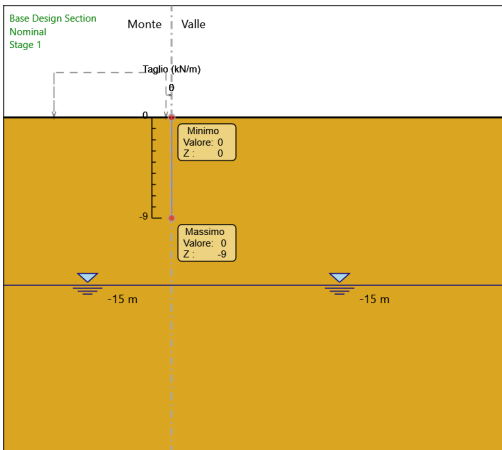 Base Design Section
Nominal
Stage 1
Monte Valle
Taglio (kN/m)
0
0
Minimo
Valore: 0
Z : 0
-9
Massimo
Valore: 0
Z : -9
-15 m
-15 m